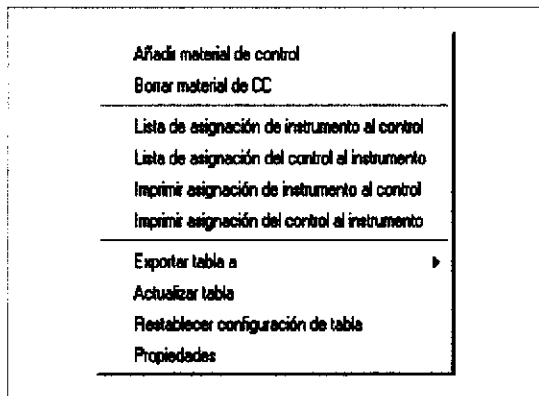 Añadir material de control
Borrar material de CC
Lista de asignación de instrumento al control
Lista de asignación del control al instrumento
Imprimir asignación de instrumento al control
Imprimir asignación del control al instrumento
Exportar tabla a
Actualizar tabla
Restablecer configuración de tabla
Propiedades